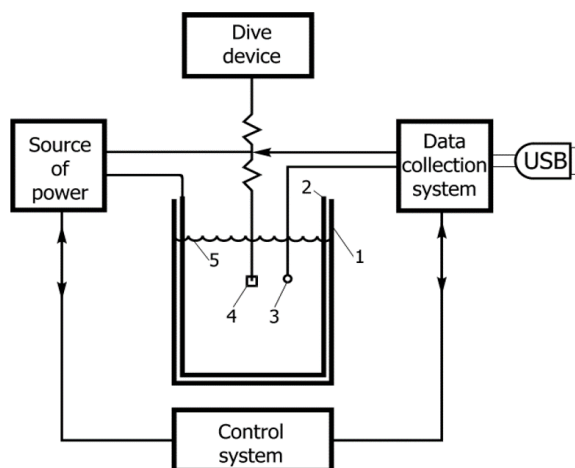 Dive
device
Source
of
power
Data
collection
system
USB
2
1
5
4
3
Control
system